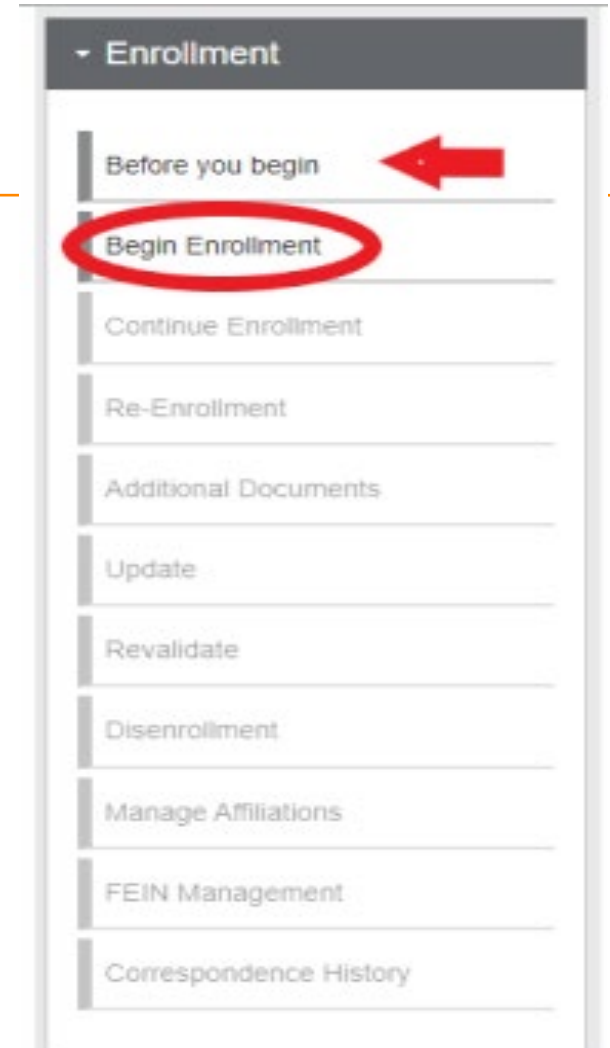 Enrollment
Before you begin
Begin Enrollment
Continue Enrollment
Re-Enrollment
Additional Documents
Update
Revalidate
Disenrollment
Manage Affiliations
FEIN Management
Correspondence History